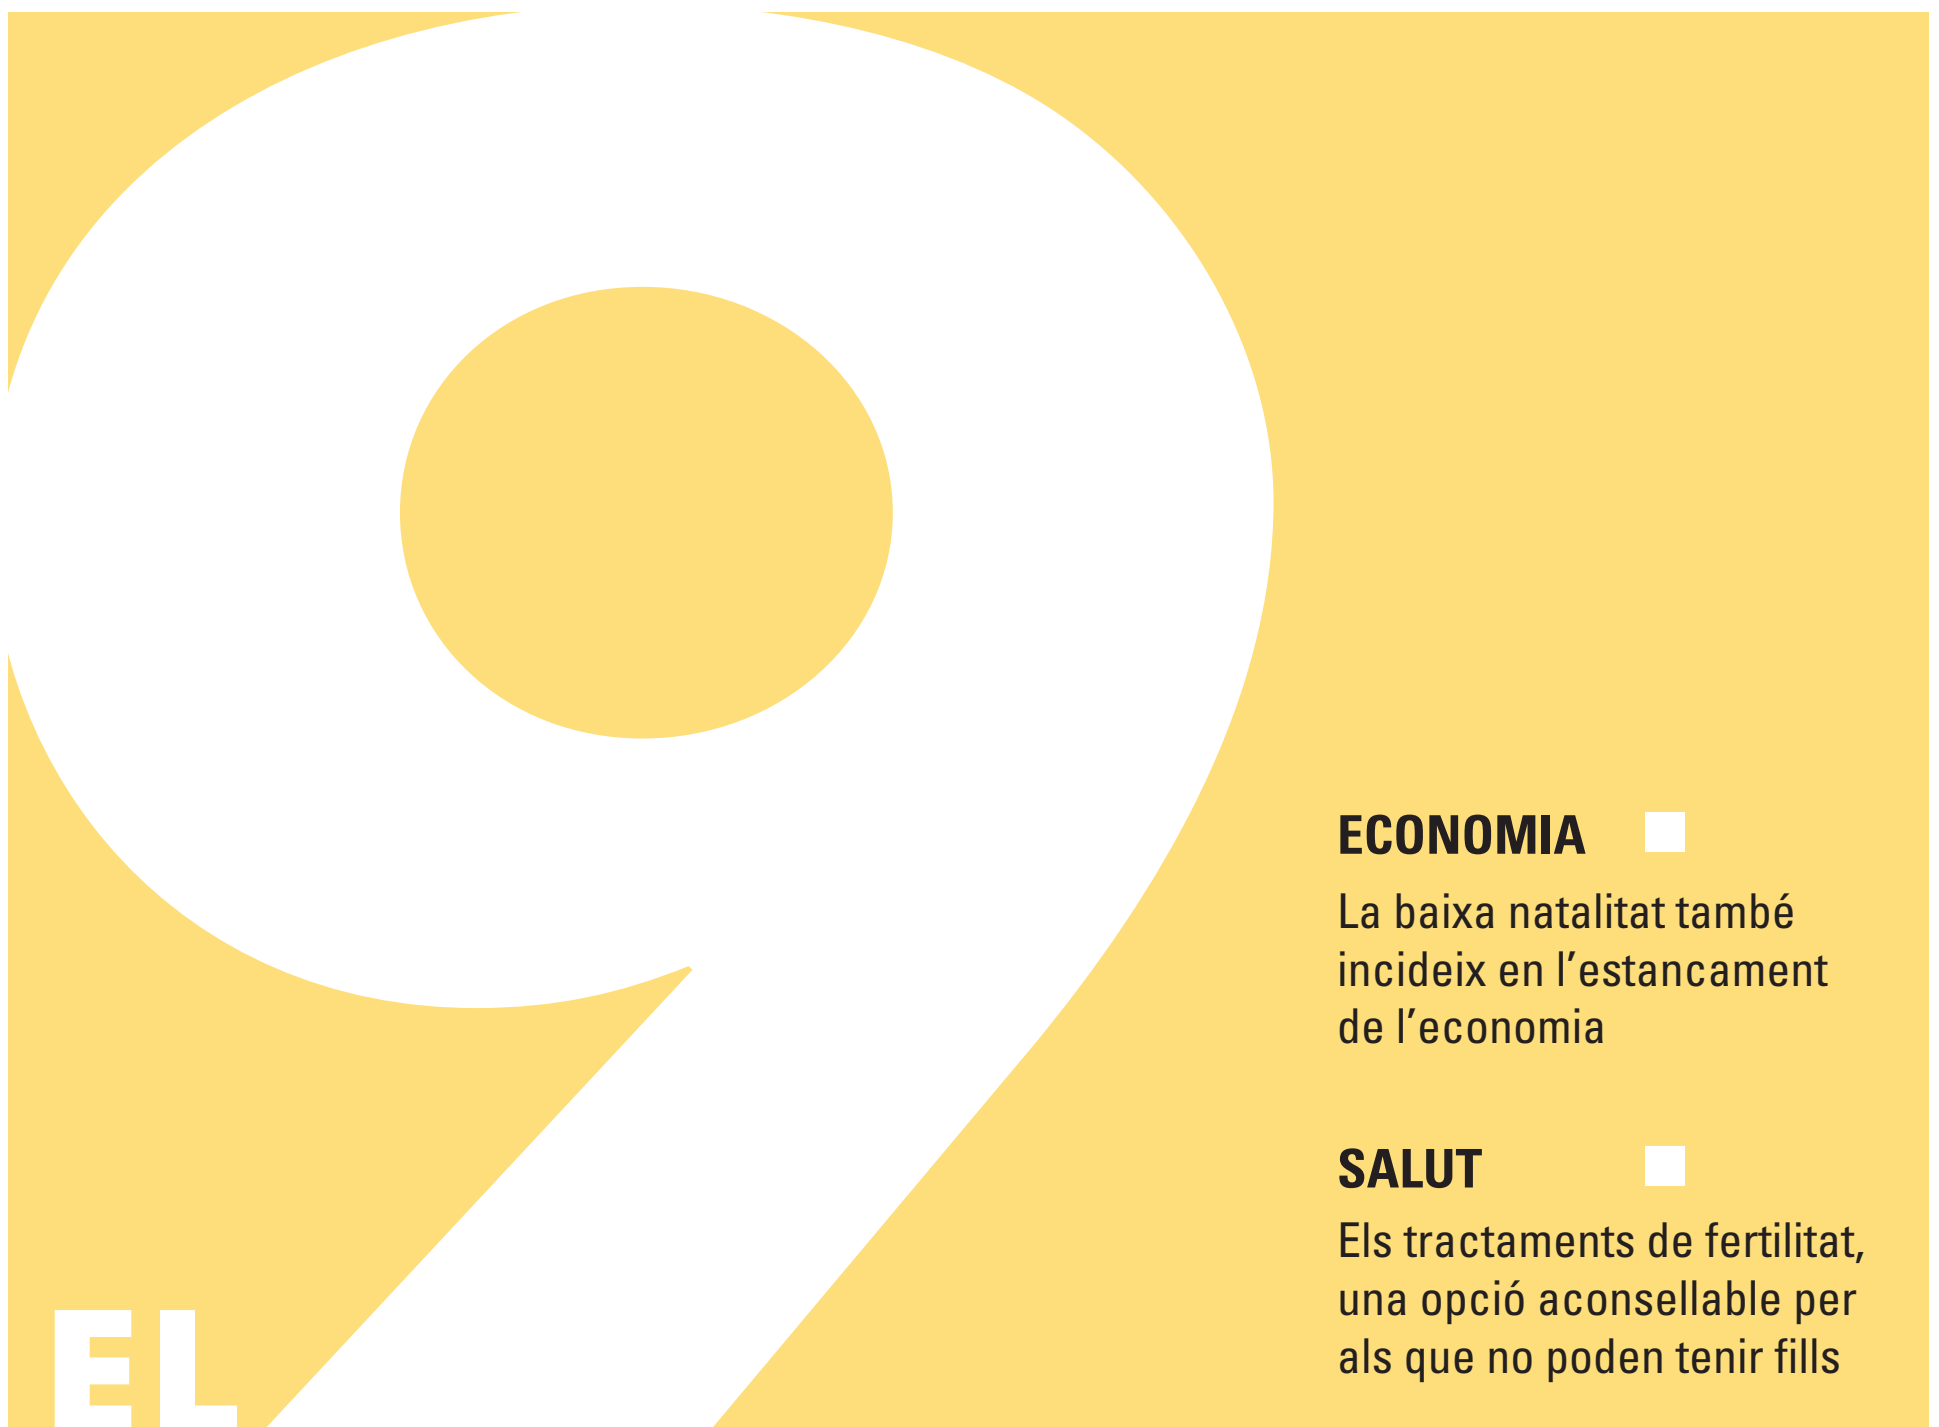 9
ECONOMIA
La baixa natalitat també
incideix en l’estancament
de l’economia
SALUT
Els tractaments de fertilitat,
una opció aconsellable per
als que no poden tenir fills
EL